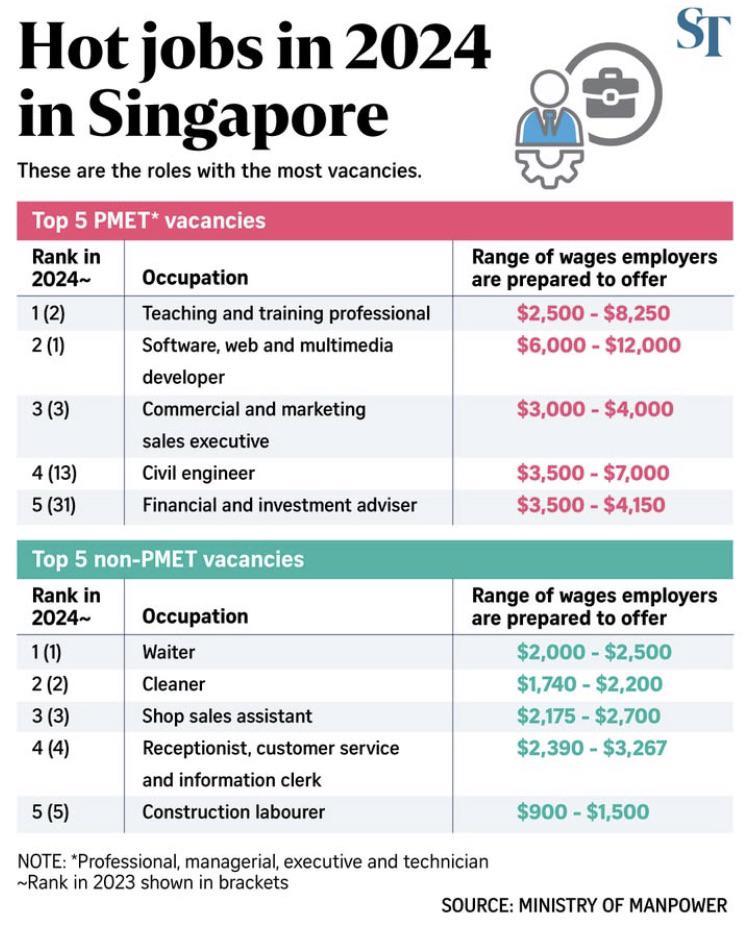 Hot jobs in 2024
in Singapore
ST
These are the roles with the most vacancies.
Top 5 PMET* vacancies
Rank in
2024~
Occupation
Range of wages employers
are prepared to offer
1 (2) Teaching and training professional $2,500 - $8,250
2 (1) Software, web and multimedia $6,000 - $12,000
developer
3 (3) Commercial and marketing $3,000 - $4,000
sales executive
4 (13) Civil engineer $3,500 - $7,000
5 (31) Financial and investment adviser $3,500 - $4,150
Top 5 non-PMET vacancies
Rank in
2024~
Occupation
Range of wages employers
are prepared to offer
1 (1) Waiter $2,000 - $2,500
2 (2) Cleaner $1,740 - $2,200
3 (3) Shop sales assistant $2,175 - $2,700
4 (4) Receptionist, customer service $2,390 - $3,267
and information clerk
5 (5) Construction labourer $900 - $1,500
NOTE: *Professional, managerial, executive and technician
~Rank in 2023 shown in brackets
SOURCE: MINISTRY OF MANPOWER